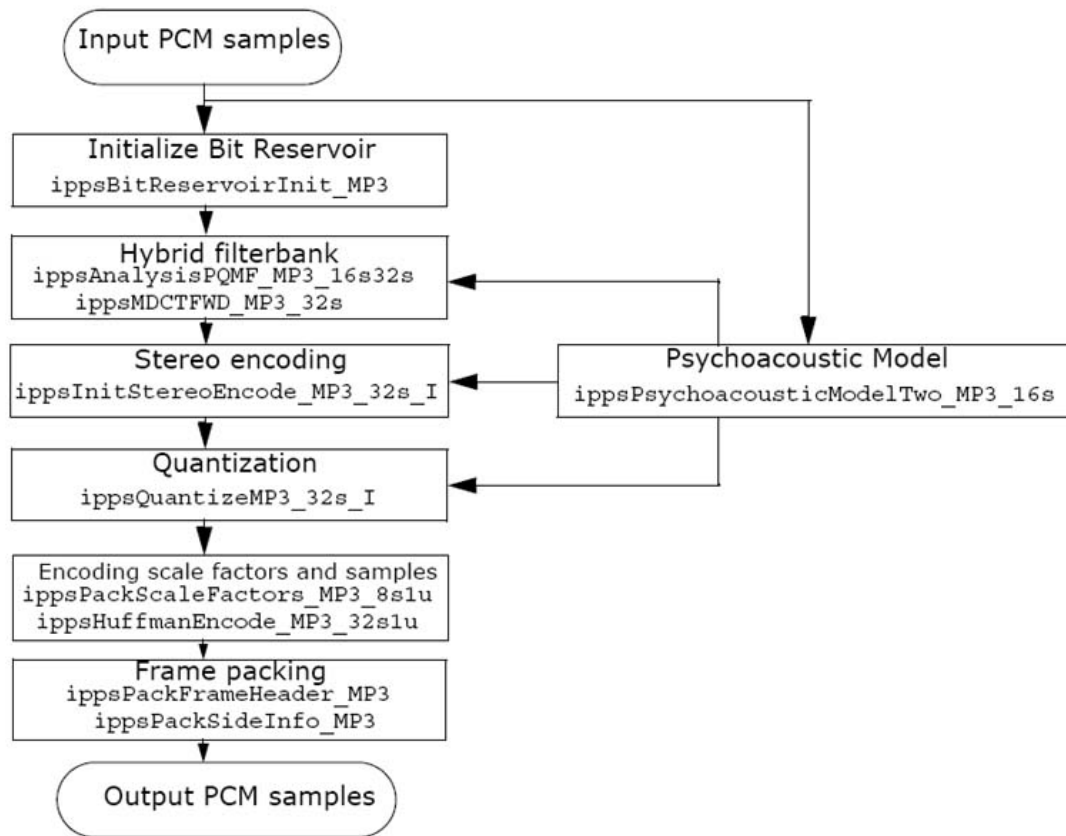 Input PCM samples
Initialize Bit Reservoir
ippsBitReservoirInit_MP3
Hybrid filterbank
ippsAnalysisPQMF_MP3_16s32s
ippsMDCTFWD_MP3_32s
Stereo encoding
ippsInitStereoEncode_MP3_32s_I
Psychoacoustic Model
ippsPsychoacousticModelTwo_MP3_16s
Quantization
ippsQuantizeMP3_32s_I
Encoding scale factors and samples
ippsPackScaleFactors_MP3_8s1u
ippsHuffmanEncode_MP3_32s1u
Frame packing
ippsPackFrameHeader_MP3
ippsPackSideInfo_MP3
Output PCM samples